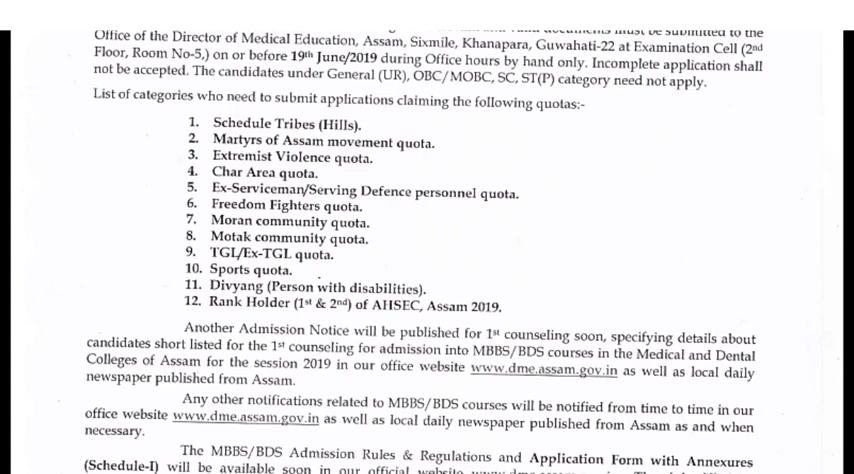 documents must be submitted to the
Office of the Director of Medical Education, Assam, Sixmile, Khanapara, Guwahati-22 at Examination Cell (2nd
Floor, Room No-5,) on or before 19th June/2019 during Office hours by hand only. Incomplete application shall
not be accepted. The candidates under General (UR), OBC/MOBC, SC, ST(P) category need not apply.
List of categories who need to submit applications claiming the following quotas:-
1. Schedule Tribes (Hills).
2. Martyrs of Assam movement quota.
3. Extremist Violence quota.
4. Char Area quota.
5. Ex-Serviceman/Serving Defence personnel quota.
6. Freedom Fighters quota.
7. Moran community quota.
8. Motak community quota.
9. TGL/Ex-TGL quota.
10. Sports quota.
11. Divyang (Person with disabilities).
12. Rank Holder (1st & 2nd) of AHSEC, Assam 2019.
Another Admission Notice will be published for 1st counseling soon, specifying details about
candidates short listed for the 1st counseling for admission into MBBS/BDS courses in the Medical and Dental
Colleges of Assam for the session 2019 in our office website www.dme.assam.gov.in as well as local daily
newspaper published from Assam.
Any other notifications related to MBBS/BDS courses will be notified from time to time in our
office website www.dme.assam.gov.in as well as local daily newspaper published from Assam as and when
necessary.
The MBBS/BDS Admission Rules & Regulations and Application Form with Annexures
(Schedule-I) will be available soon in our official website